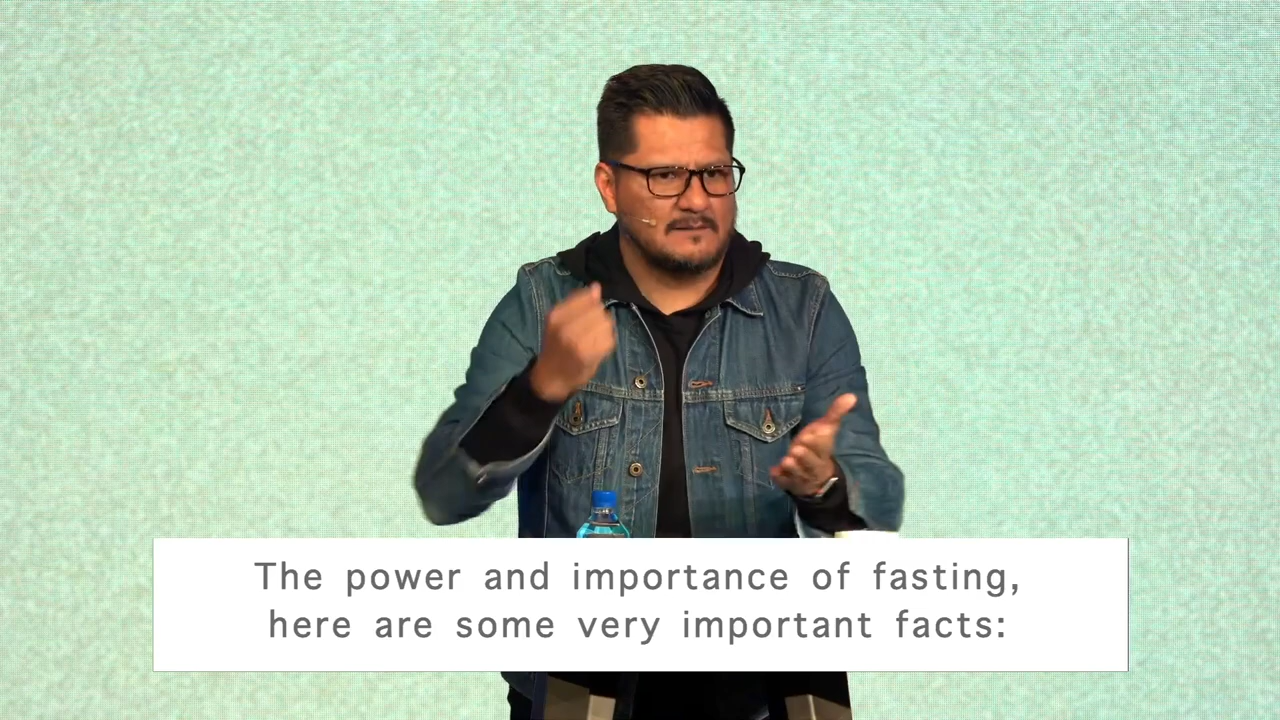 The power and importance of fasting,
here are some very important facts: